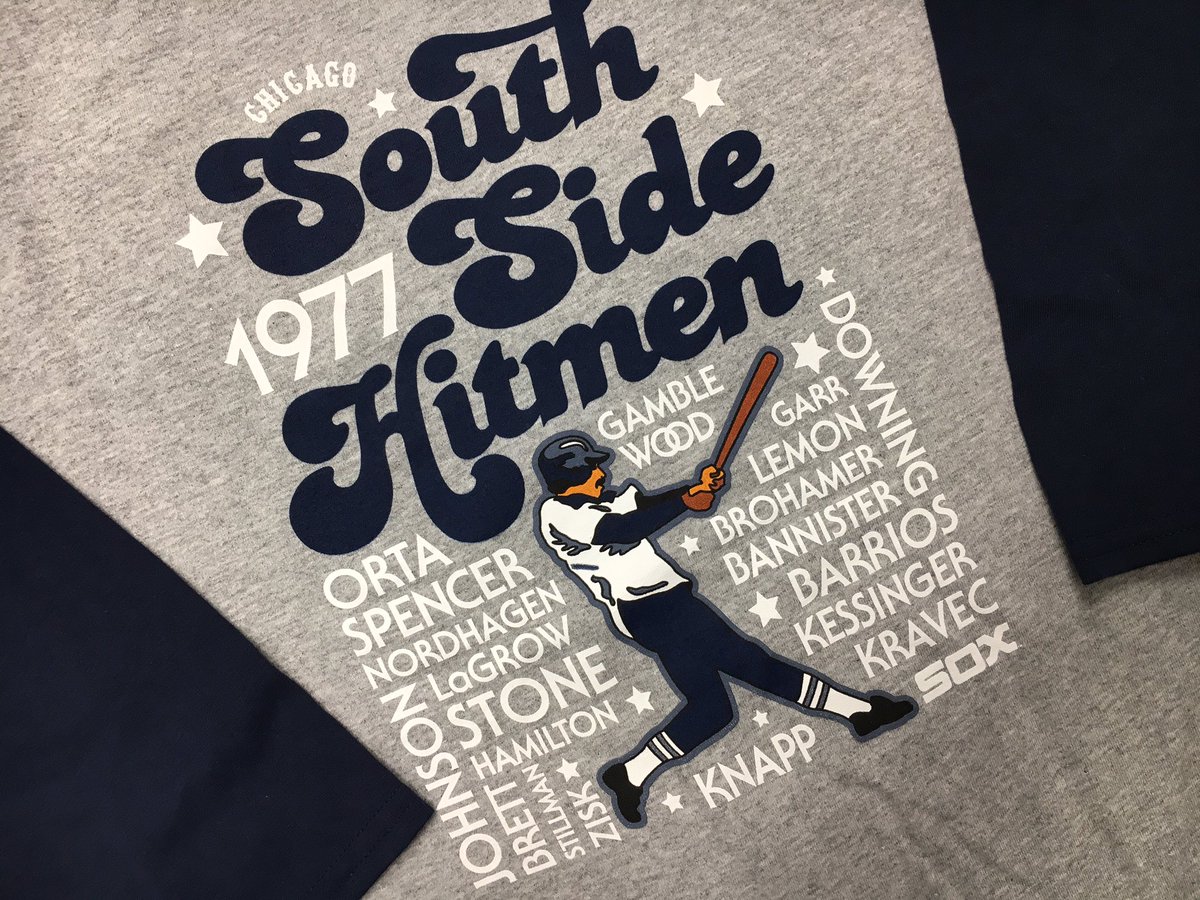 CHICAGO
South
Side
1977
Hitmen
GAMBLE
WOOD
DOWNING
GARR
LEMON
BROHAMER
BANNISTER
BARRIOS
KESSINGER
KRAVEC
SOX
ORTA
SPENCER
NORDHAGEN
LaGROW
STONE
HAMILTON
JOHNSON
BRETT
STILLMAN
ZISK
KNAPP